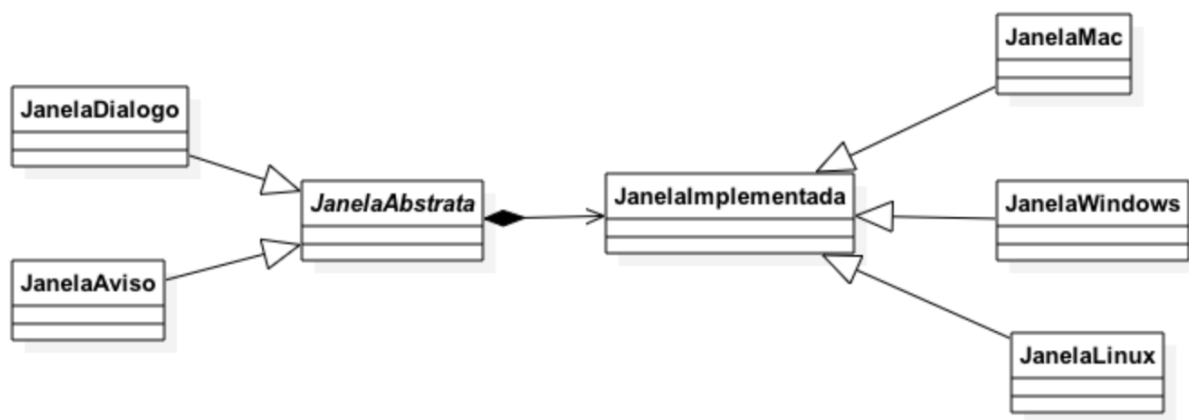 JanelaMac
JanelaDialogo
JanelaAbstrata
JanelaImplementada
JanelaWindows
JanelaAviso
JanelaLinux